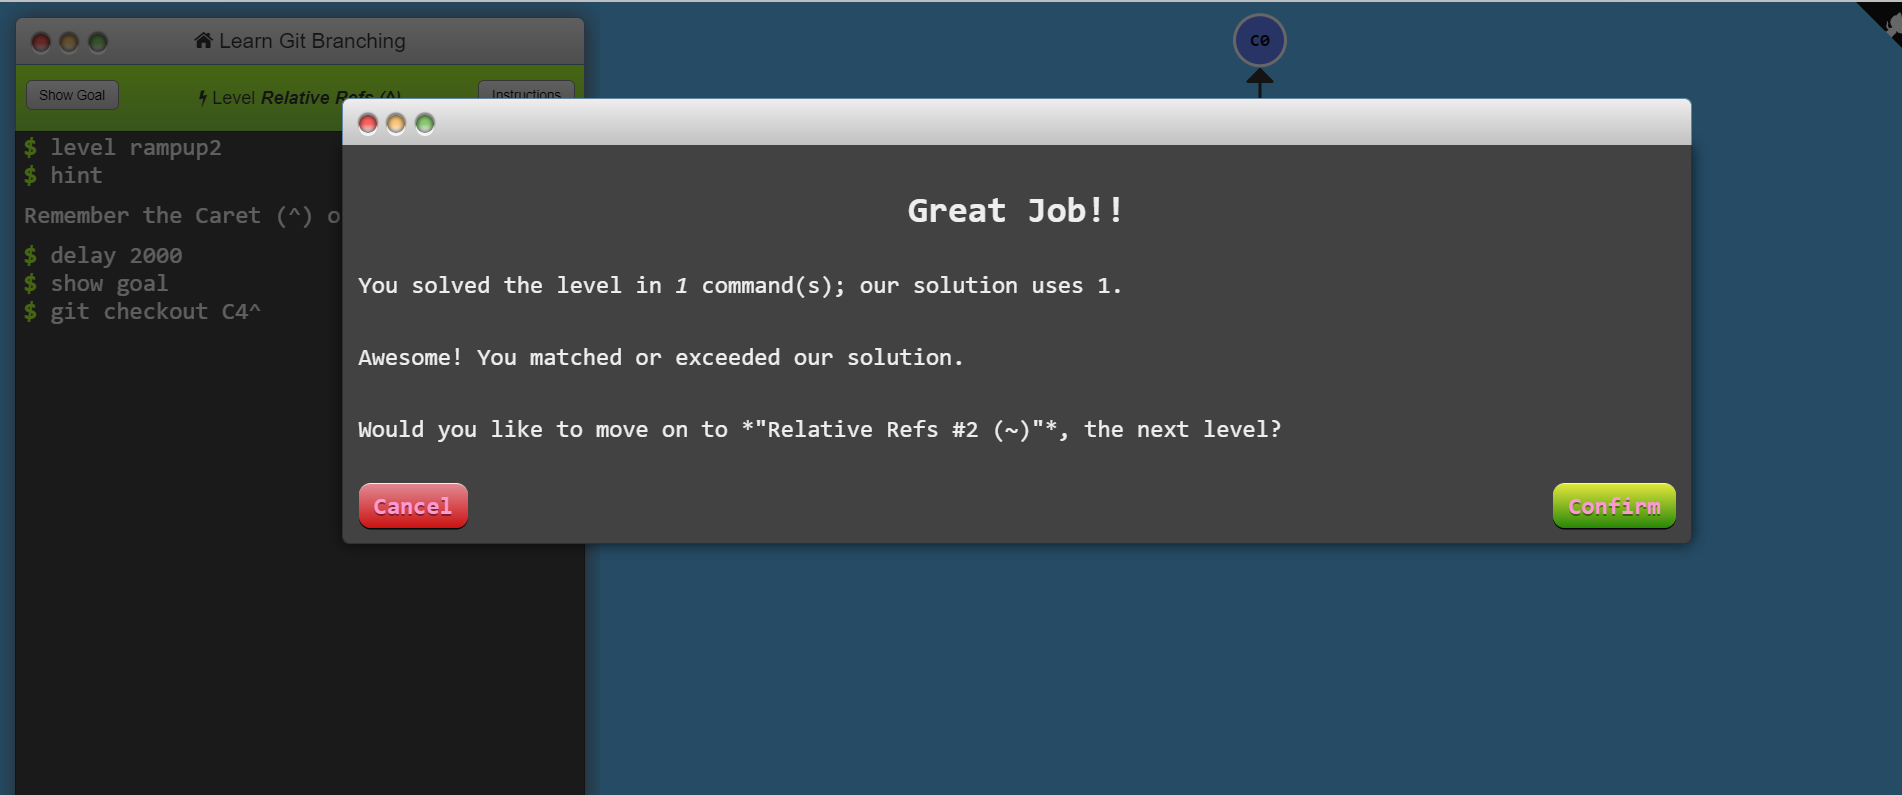 Learn Git Branching
C0
Show Goal
Level Relative Refs (^)
Instructions
$ level rampup2
$ hint
Remember the Caret (^) o
$ delay 2000
$ show goal
$ git checkout C4^
Great Job!!
You solved the level in 1 command(s); our solution uses 1.
Awesome! You matched or exceeded our solution.
Would you like to move on to *"Relative Refs #2 (~)"*, the next level?
Cancel
Confirm